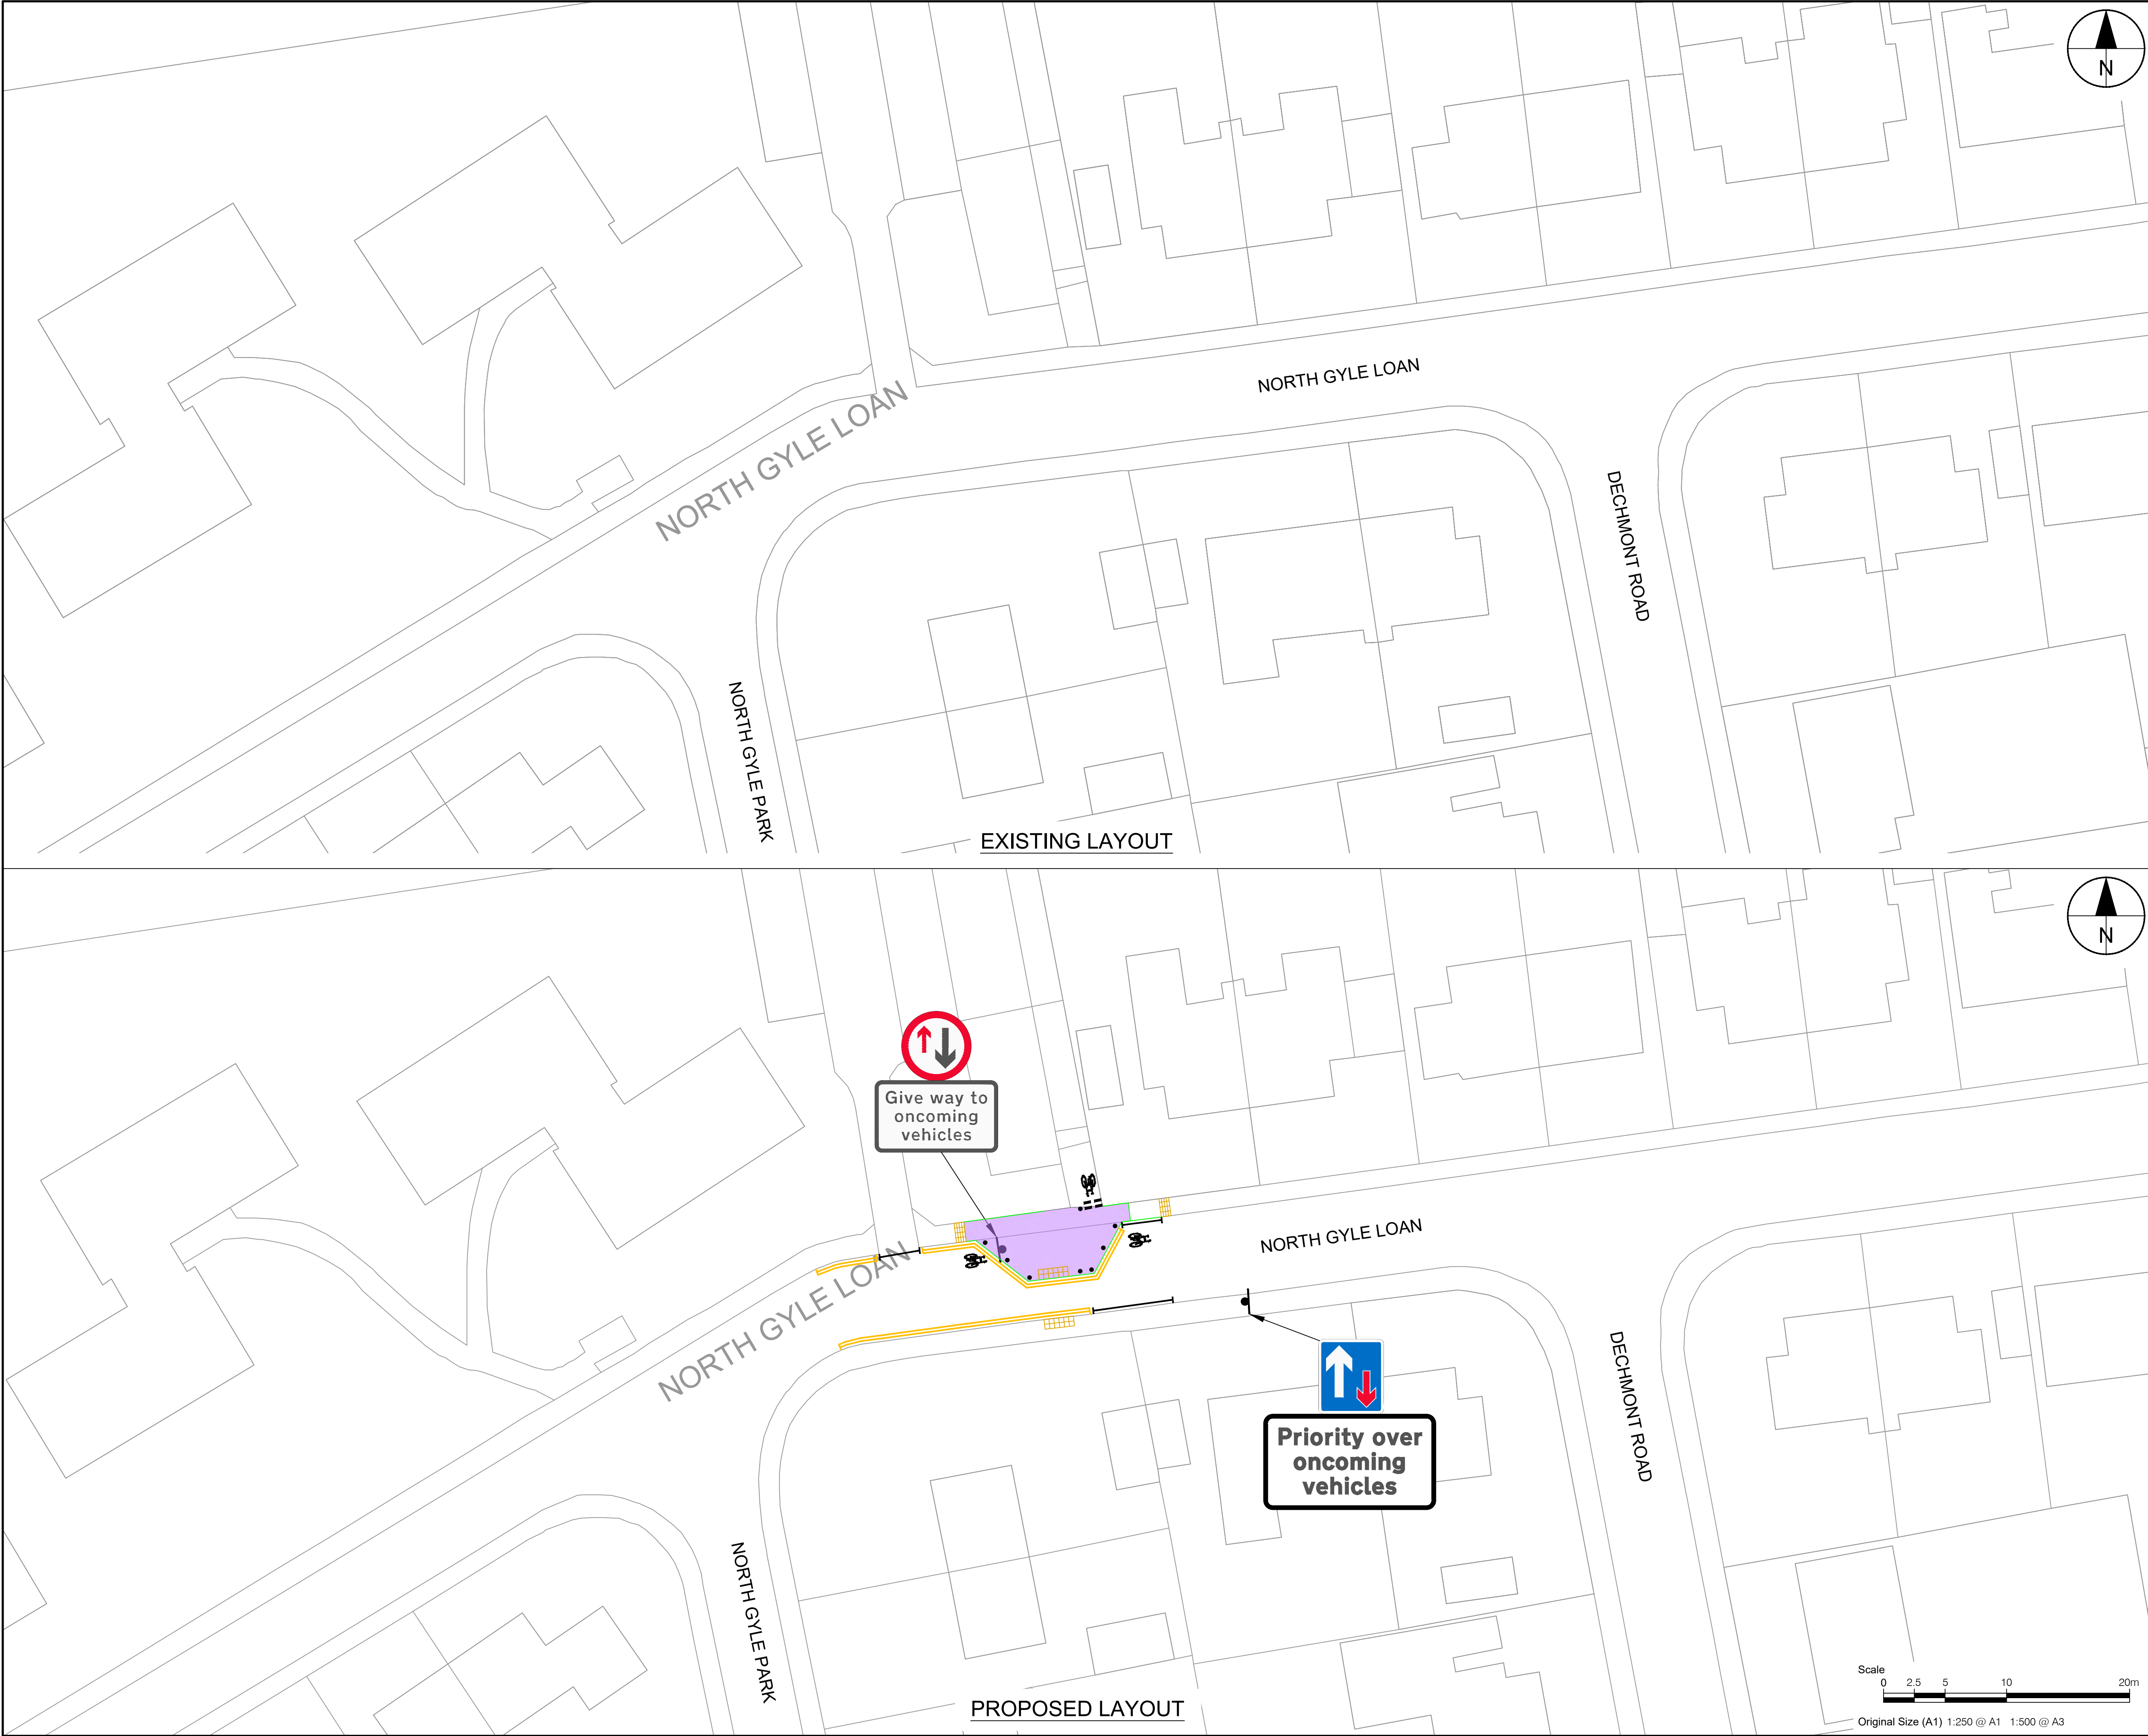 N
NORTH GYLE LOAN
NORTH GYLE LOAN
DECHMONT ROAD
NORTH GYLE PARK
EXISTING LAYOUT
N
Give way to
oncoming
vehicles
NORTH GYLE LOAN
NORTH GYLE LOAN
Priority over
oncoming
vehicles
DECHMONT ROAD
NORTH GYLE PARK
PROPOSED LAYOUT
Scale
0 2.5 5 10 20m
Original Size (A1) 1:250 @ A1 1:500 @ A3